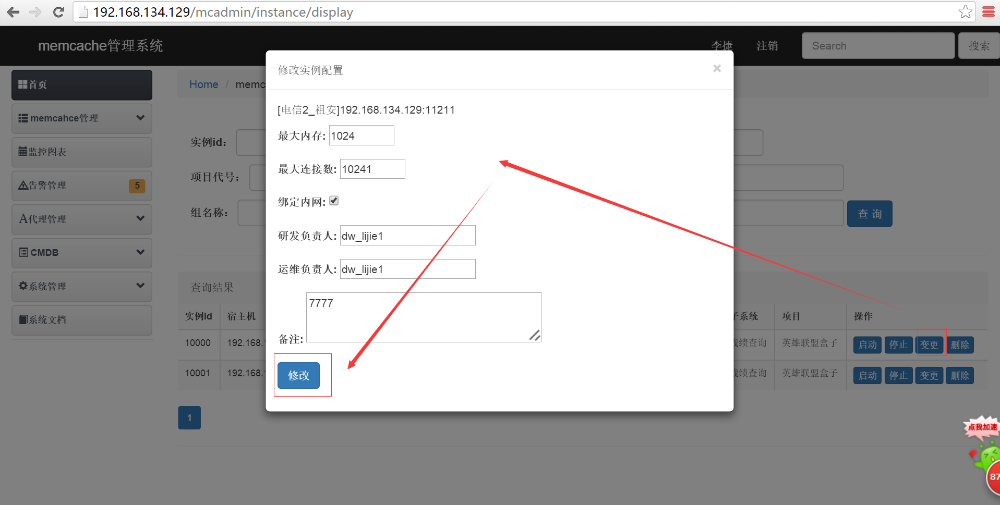 192.168.134.129/mcadmin/instance/display
memcache管理系统
李捷
注销
Search
搜索
首页
memcahce管理
监控图表
告警管理
5
代理管理
CMDB
系统管理
系统文档
Home / memc
实例id：
项目代号：
组名称：
查 询
修改实例配置
×
[电信2_祖安]192.168.134.129:11211
最大内存: 1024
最大连接数: 10241
绑定内网:
研发负责人: dw_lijie1
运维负责人: dw_lijie1
7777
备注:
修改
查询结果
实例id 宿主机 子系统 项目 操作
10000 192.168. 战绩查询 英雄联盟盒子 启动 停止 变更 删除
10001 192.168. 战绩查询 英雄联盟盒子 启动 停止 变更 删除
1
点我加速
87